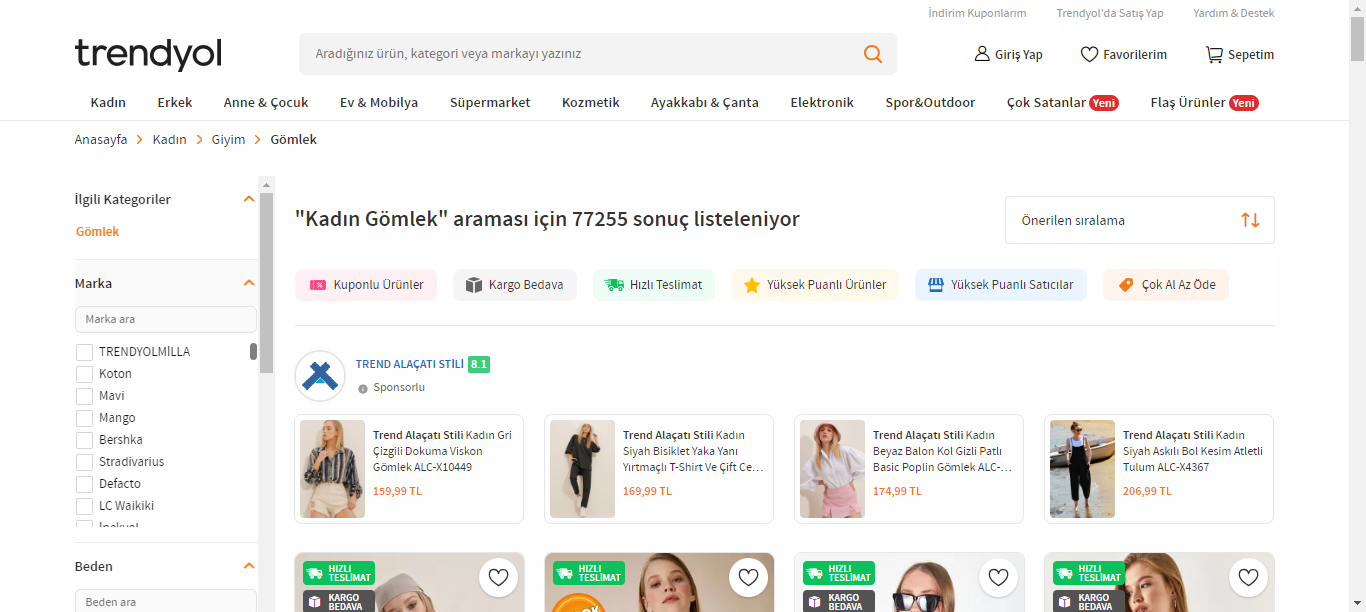 İndirim Kuponlarım Trendyol'da Satış Yap Yardım & Destek
trendyol
Aradığınız ürün, kategori veya markayı yazınız
Giriş Yap Favorilerim Sepetim
Kadın Erkek Anne & Çocuk Ev & Mobilya Süpermarket Kozmetik Ayakkabı & Çanta Elektronik Spor&Outdoor Çok Satanlar Yeni Flaş Ürünler Yeni
Anasayfa > Kadın > Giyim > Gömlek
İlgili Kategoriler
Gömlek
Marka
Marka ara
TRENDYOLMİLLA
Koton
Mavi
Mango
Bershka
Stradivarius
Defacto
LC Waikiki
İpekyol
Beden
Beden ara
"Kadın Gömlek" araması için 77255 sonuç listeleniyor
Önerilen sıralama
Kuponlu Ürünler Kargo Bedava Hızlı Teslimat Yüksek Puanlı Ürünler Yüksek Puanlı Satıcılar Çok Al Az Öde
TREND ALAÇATI STİLİ 8.1
Sponsorlu
Trend Alaçatı Stili Kadın Gri
Çizgili Dokuma Viskon
Gömlek ALC-X10449
159,99 TL
Trend Alaçatı Stili Kadın
Siyah Bisiklet Yaka Yanı
Yırtmaçlı T-Shirt Ve Çift Ce...
169,99 TL
Trend Alaçatı Stili Kadın
Beyaz Balon Kol Gizli Patlı
Basic Poplin Gömlek ALC-...
174,99 TL
Trend Alaçatı Stili Kadın
Siyah Askılı Bol Kesim Atletli
Tulum ALC-X4367
206,99 TL
HIZLI
TESLİMAT
KARGO
BEDAVA
HIZLI
TESLİMAT
HIZLI
TESLİMAT
KARGO
BEDAVA
HIZLI
TESLİMAT
KARGO
BEDAVA